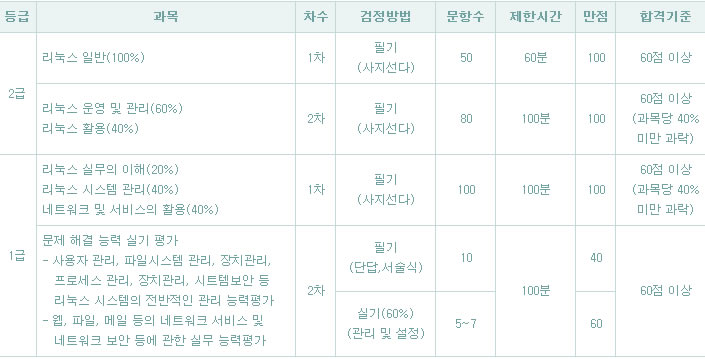 등급 과목 차수 검정방법 문항수 제한시간 만점 합격기준
2급
리눅스 일반(100%) 1차 필기 (사지선다) 50 60분 100 60점 이상
리눅스 운영 및 관리(60%)
리눅스 활용(40%)
2차
필기
(사지선다)
80
100분
100
60점 이상
(과목당 40%
미만 과락)
1급
리눅스 실무의 이해(20%)
리눅스 시스템 관리(40%)
네트워크 및 서비스의 활용(40%)
1차
필기
(사지선다)
100
100분
100
60점 이상
(과목당 40%
미만 과락)
문제 해결 능력 실기 평가
- 사용자 관리, 파일시스템 관리, 장치관리,
프로세스 관리, 장치관리, 시트템보안 등
리눅스 시스템의 전반적인 관리 능력평가
- 웹, 파일, 메일 등의 네트워크 서비스 및
네트워크 보안 등에 관한 실무 능력평가
2차
필기
(단답,서술식)
10
100분
40
60점 이상
실기(60%)
(관리 및 설정)
5~7
60